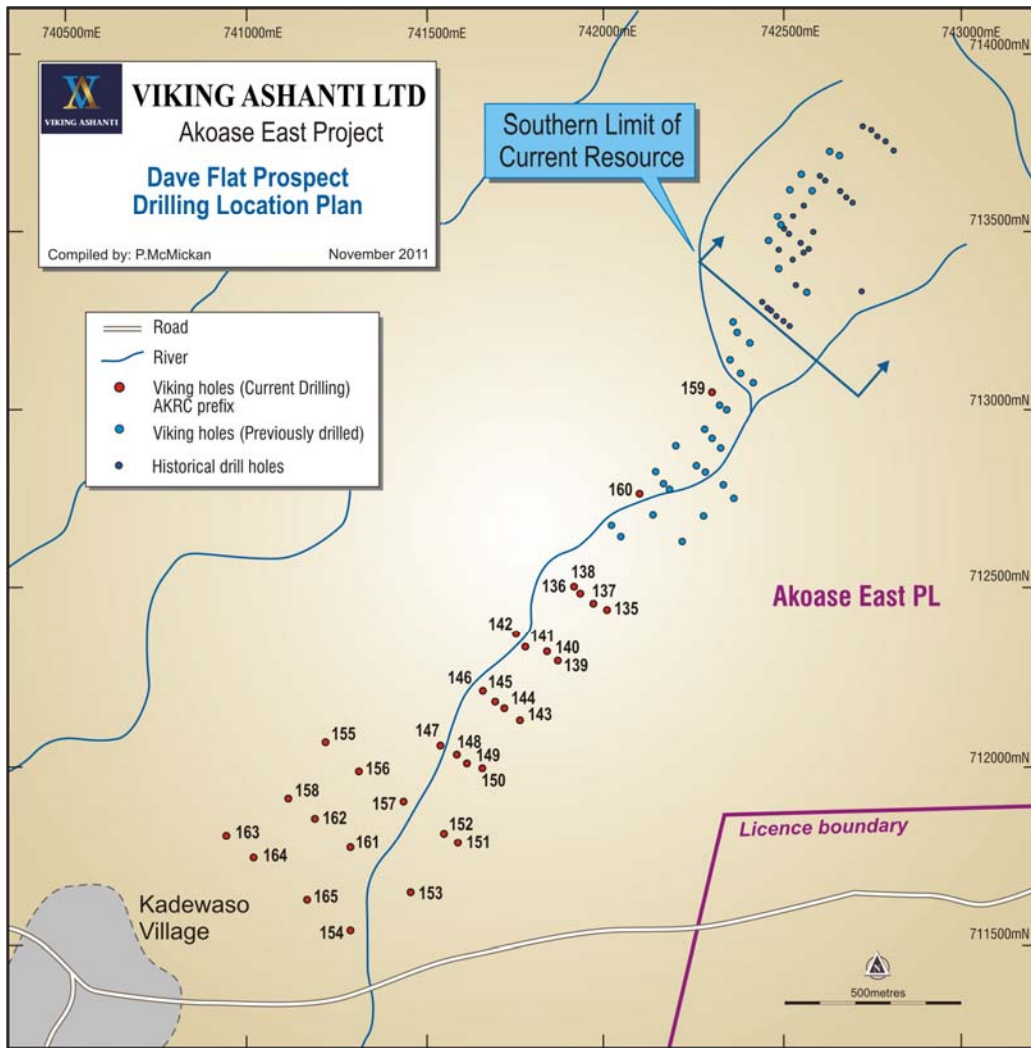 740500mE
741000mE
741500mE
742000mE
742500mE
743000mE
714000mN
VIKING ASHANTI
VIKING ASHANTI LTD
Akoase East Project
Dave Flat Prospect
Drilling Location Plan
Compiled by: P.McMickan
November 2011
Southern Limit of
Current Resource
713500mN
Road
River
Viking holes (Current Drilling)
AKRC prefix
Viking holes (Previously drilled)
Historical drill holes
159
713000mN
160
138
136
137
135
712500mN
Akoase East PL
142
141
140
139
146
145
144
143
147
148
149
150
155
156
712000mN
158
157
162
152
151
163
161
164
Licence boundary
153
165
154
Kadewaso
Village
711500mN
N
500metres